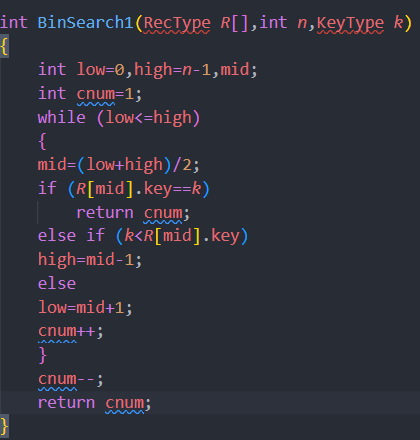 int BinSearch1(RecType R[],int n,KeyType k)
{
int low=0,high=n-1,mid;
int cnum=1;
while (low<=high)
{
mid=(low+high)/2;
if (R[mid].key==k)
return cnum;
else if (k<R[mid].key)
high=mid-1;
else
low=mid+1;
cnum++;
}
cnum--;
return cnum;
}